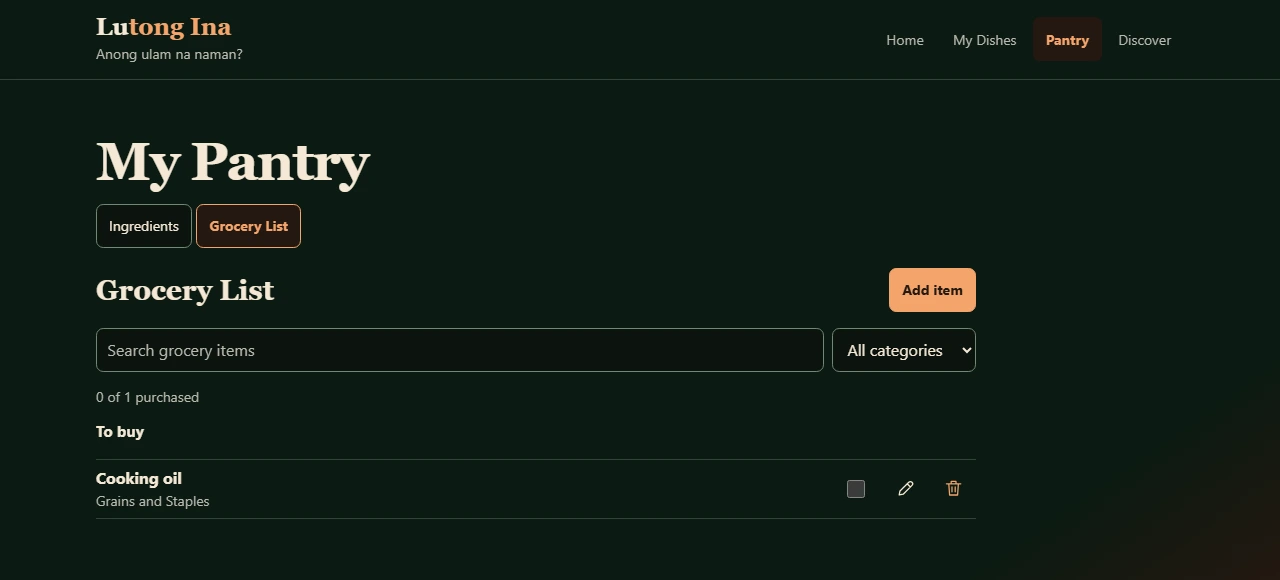 Lutong Ina
Anong ulam na naman?
Home
My Dishes
Pantry
Discover
My Pantry
Ingredients
Grocery List
Grocery List
Add item
Search grocery items
All categories
0 of 1 purchased
To buy
Cooking oil
Grains and Staples